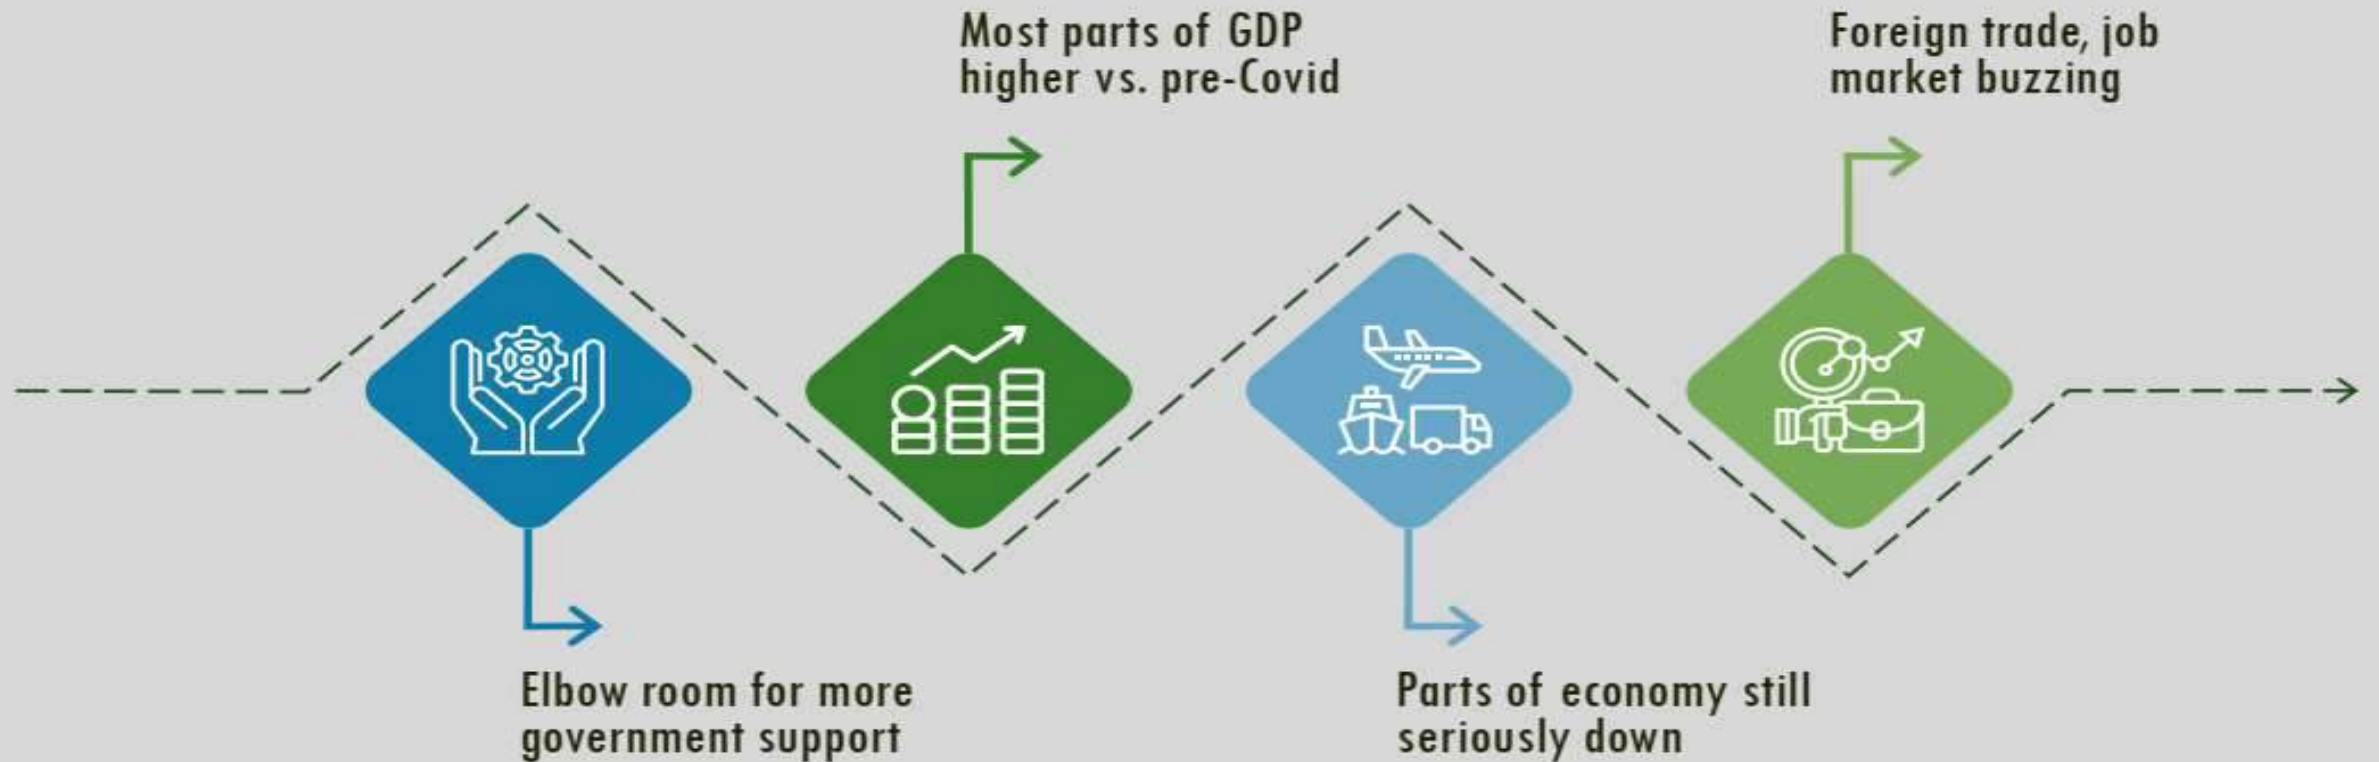 Most parts of GDP
higher vs. pre-Covid
Foreign trade, job
market buzzing
Elbow room for more
government support
Parts of economy still
seriously down